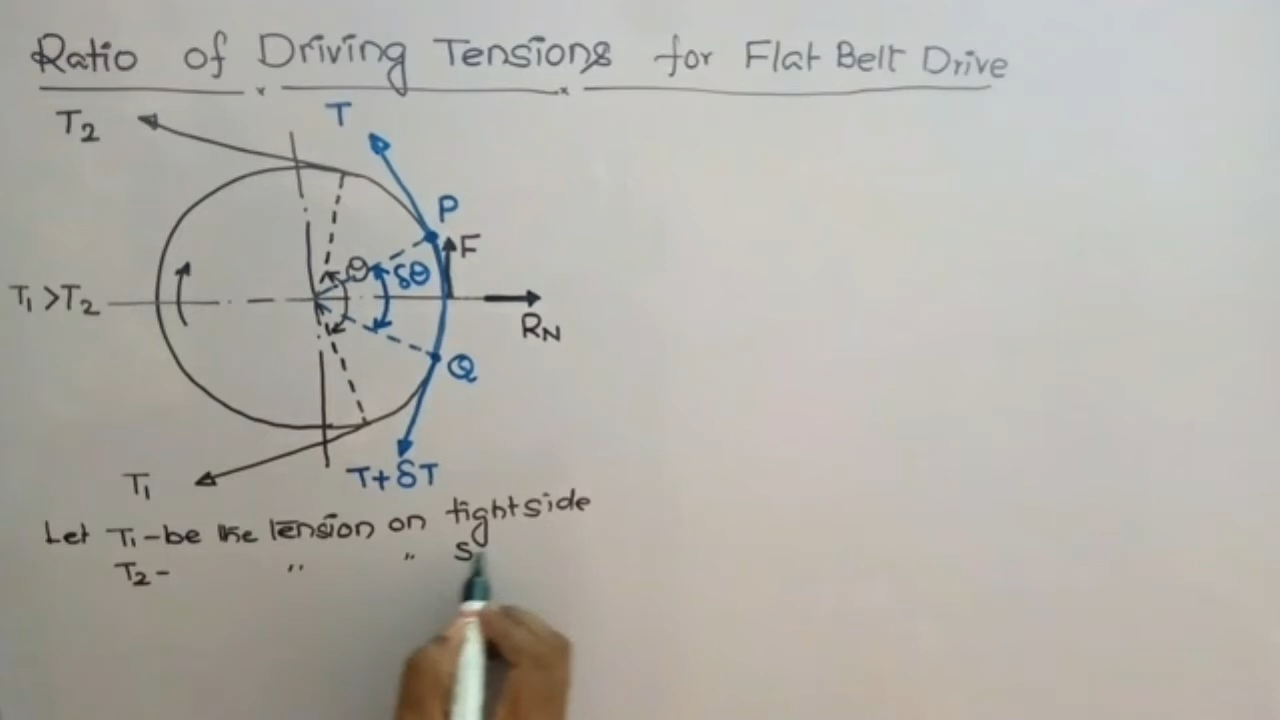 Ratio of Driving Tensions for Flat Belt Drive
T2
T
P
F
θ
δθ
T1 > T2
RN
Q
T1
T + δT
Let T1 - be the tension on tight side
T2 - " " S